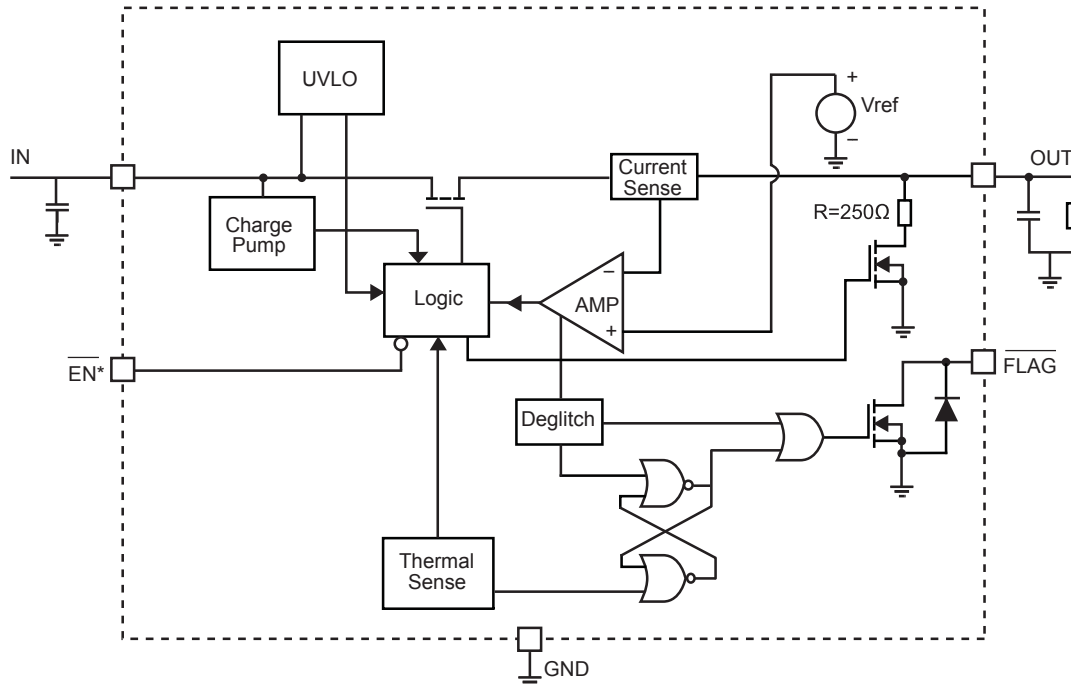 UVLO
+
Vref
−
IN
OUT
Current
Sense
R=250Ω
Charge
Pump
−
Logic
AMP
+
EN*
FLAG
Deglitch
Thermal
Sense
GND